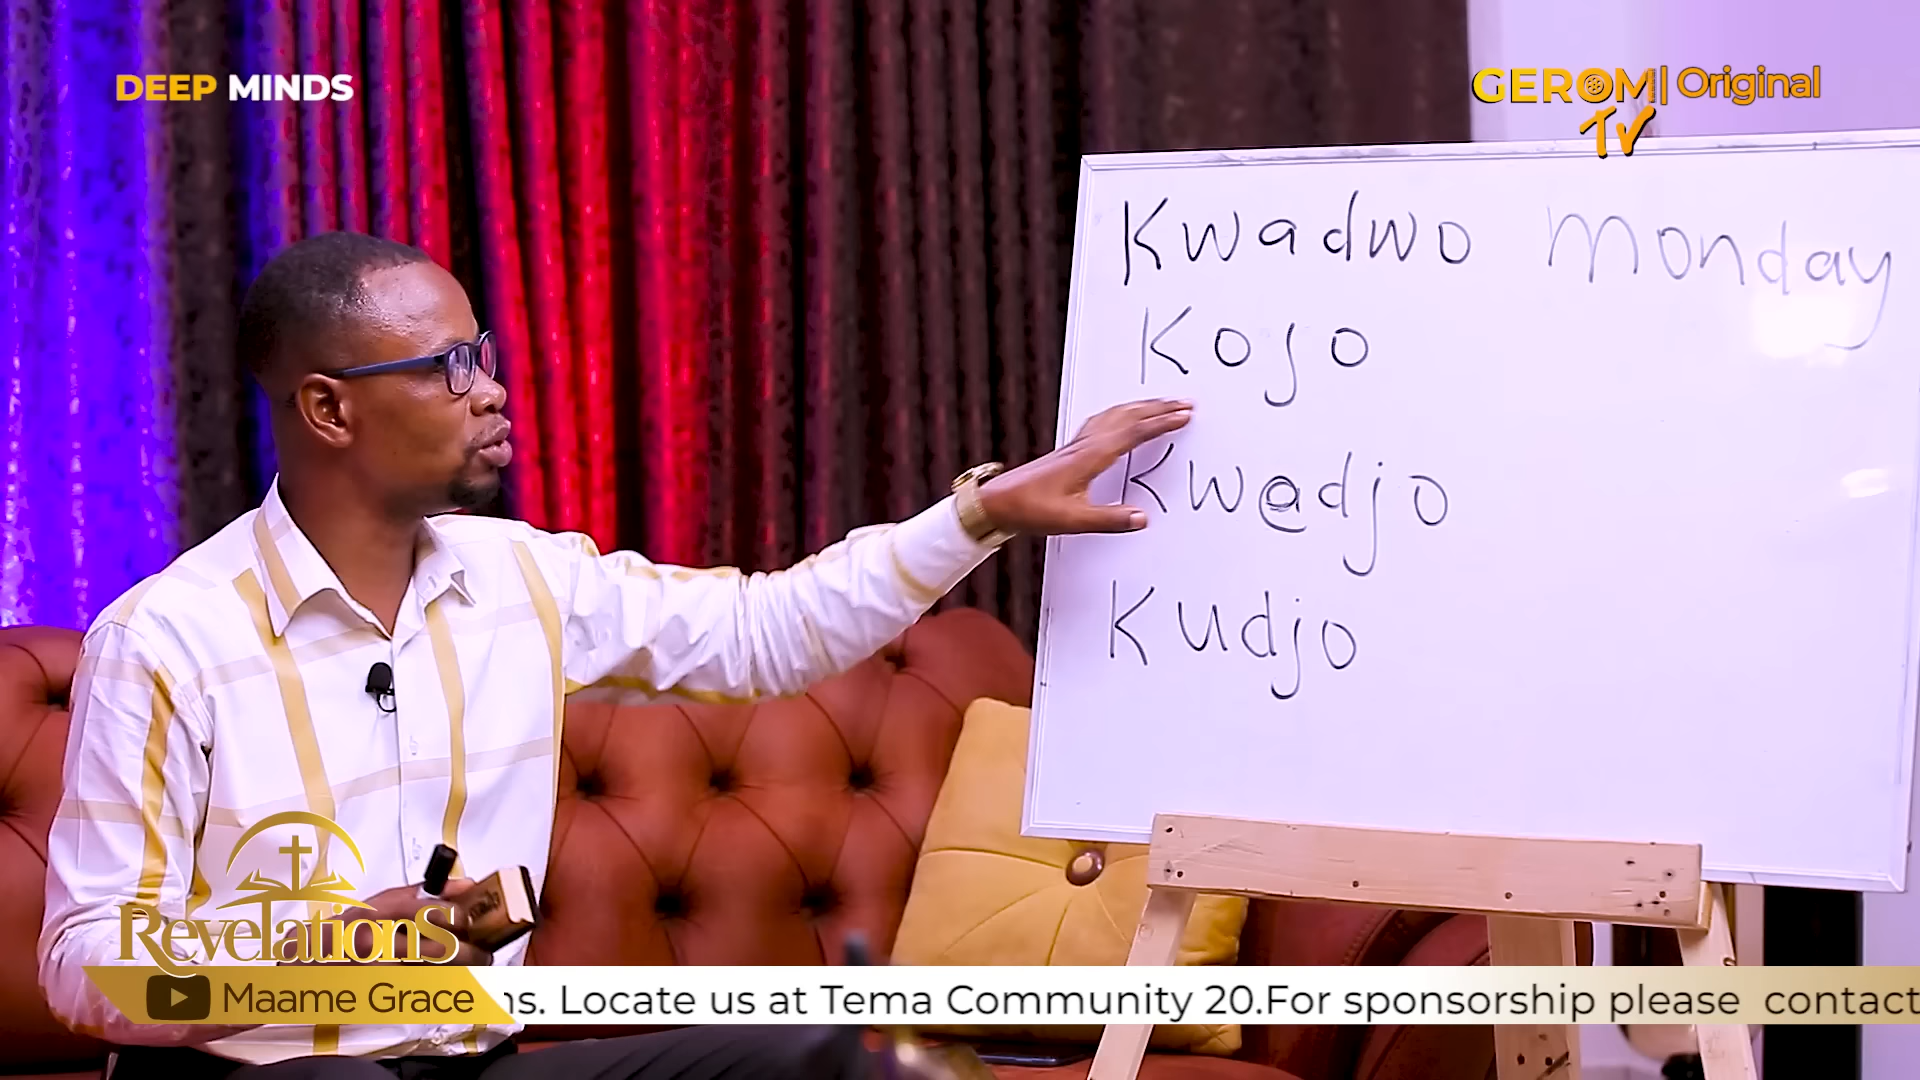 DEEP MINDS
GEROM TV | Original
Kwadwo Monday
Kojo
Kwadjo
Kudjo
Revelations
Maame Grace
ns. Locate us at Tema Community 20.For sponsorship please contact